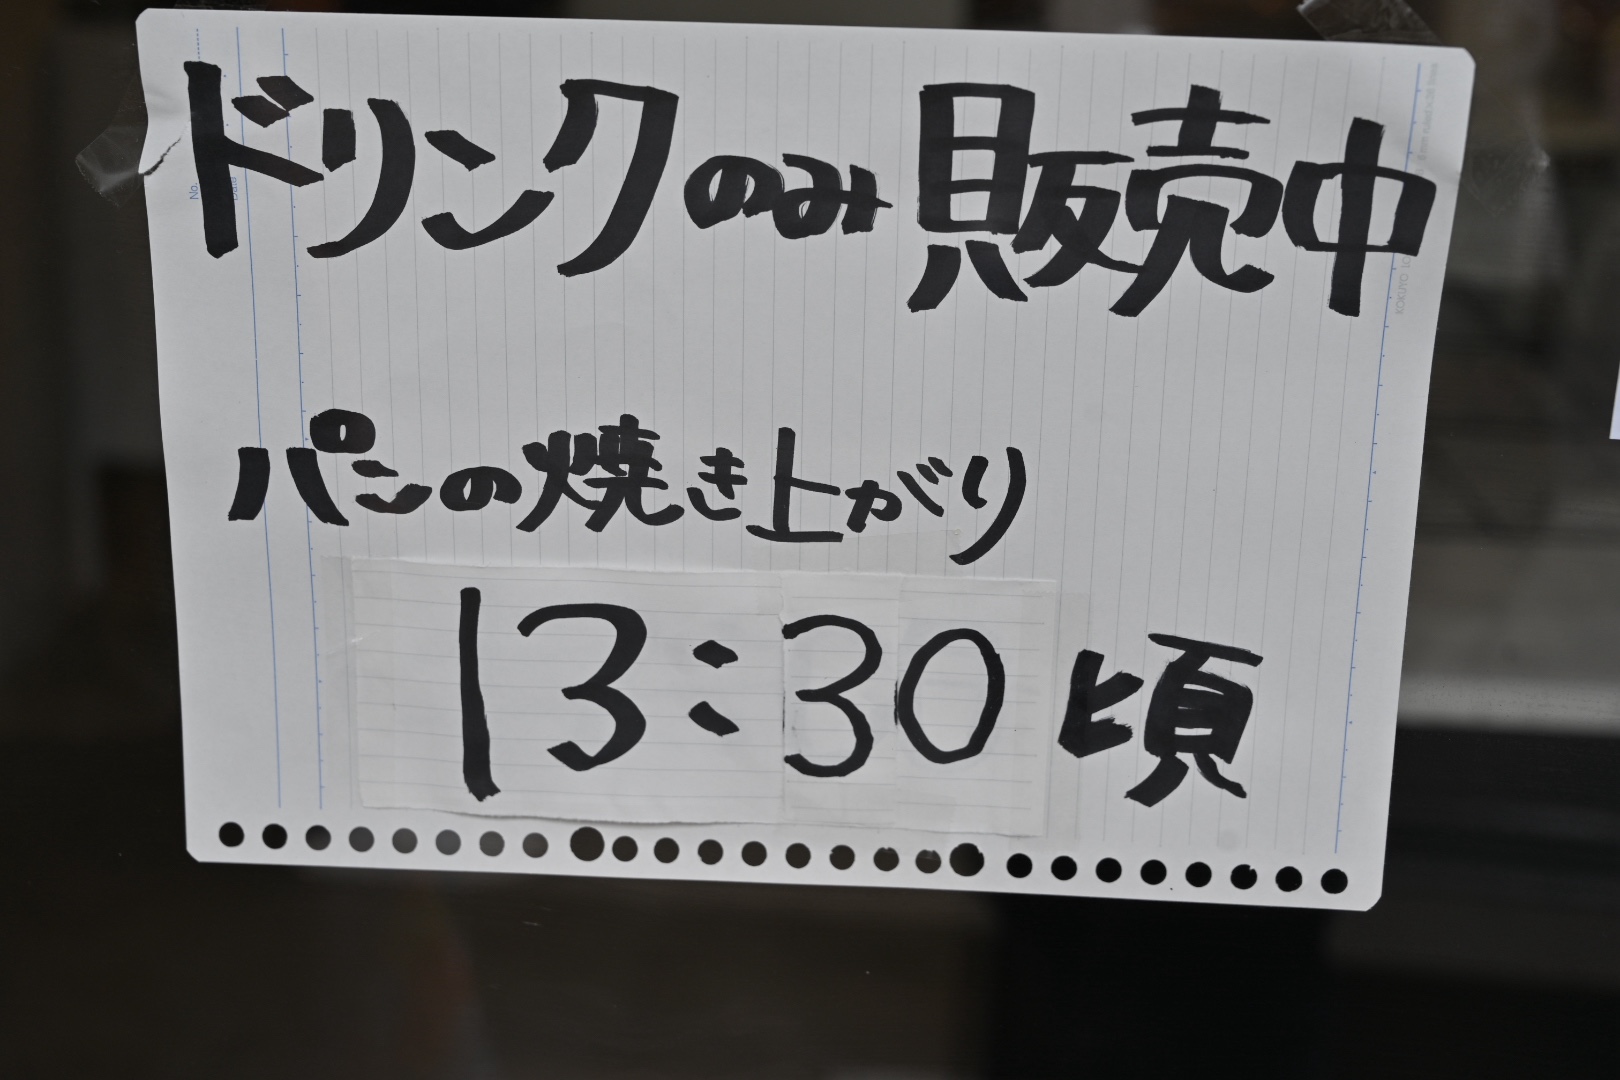 ドリンクのみ販売中
パンの焼き上がり
13:30頃
No.